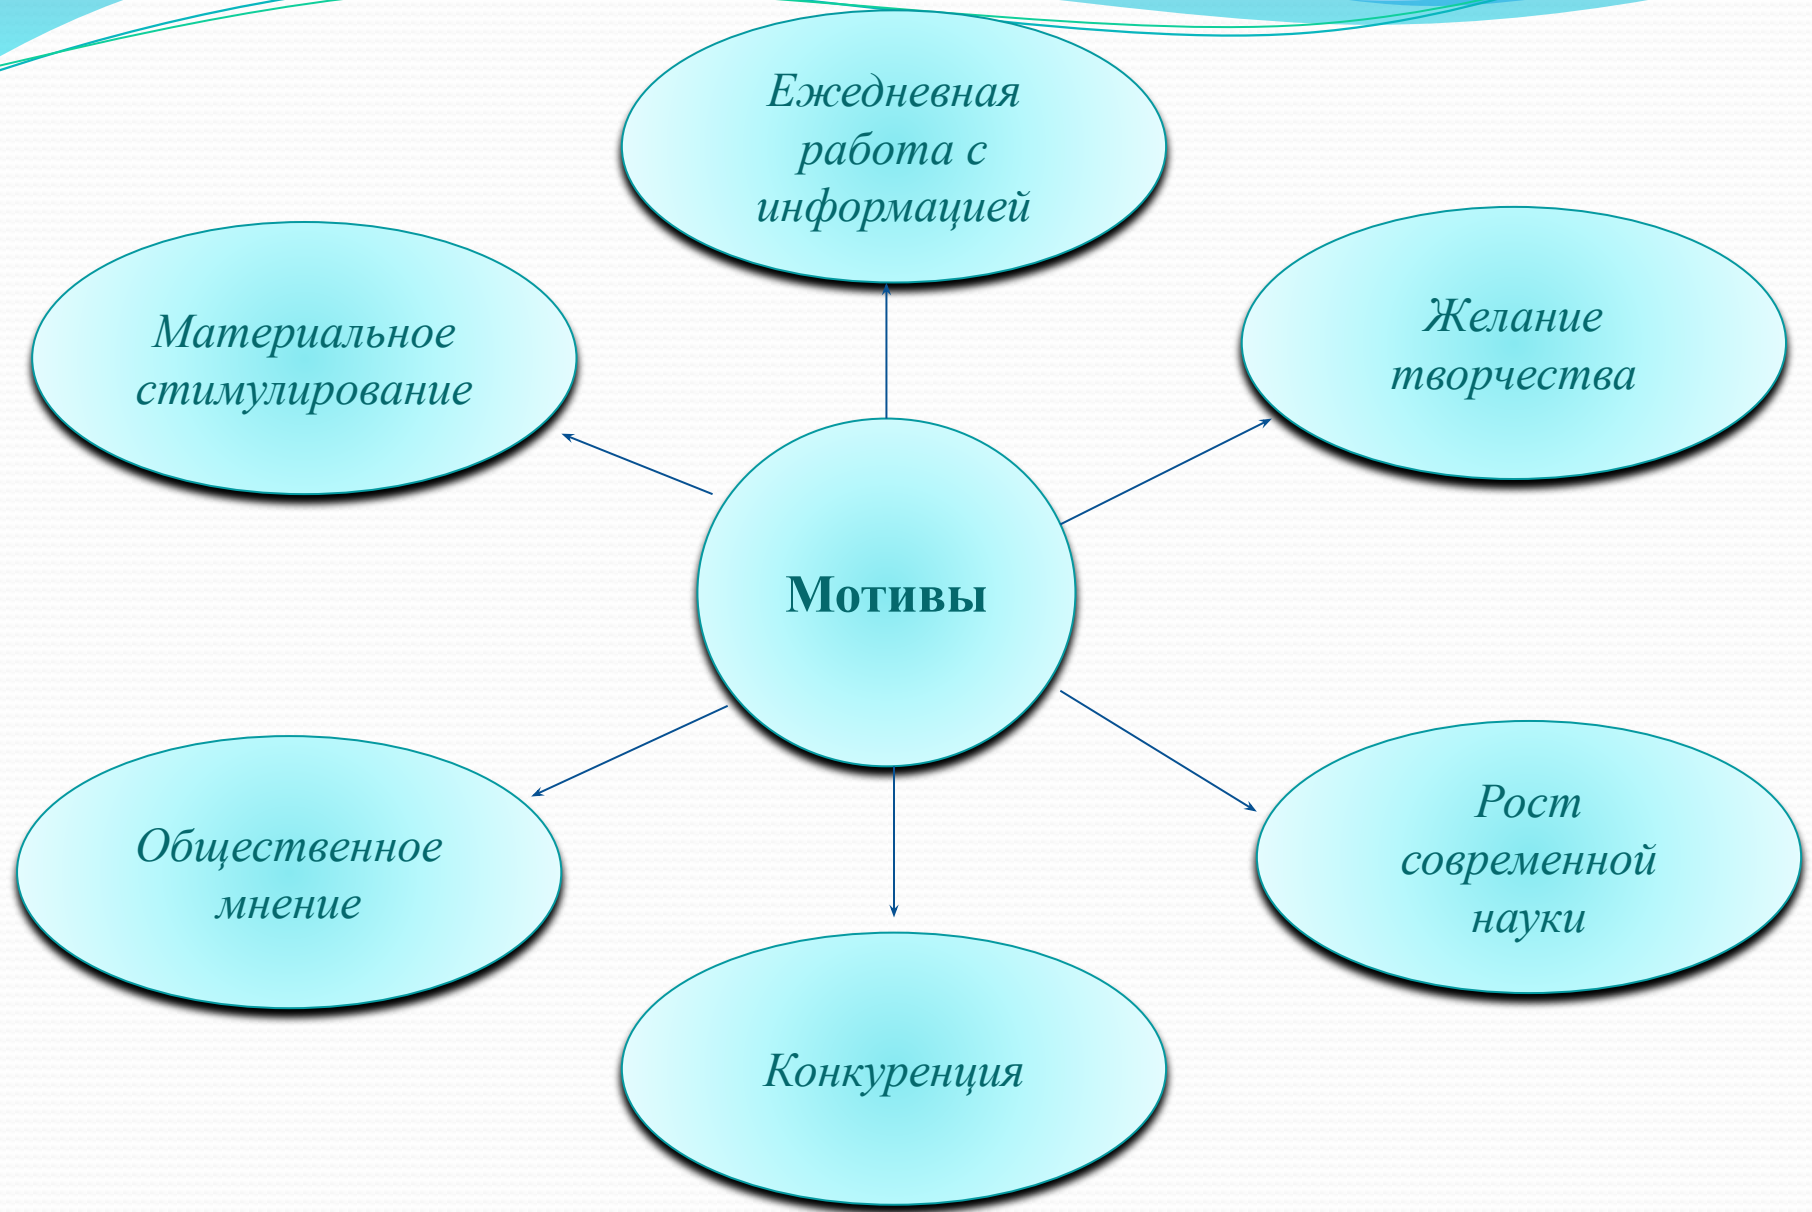 Ежедневная
работа с
информацией
Материальное
стимулирование
Желание
творчества
Мотивы
Общественное
мнение
Рост
современной
науки
Конкуренция